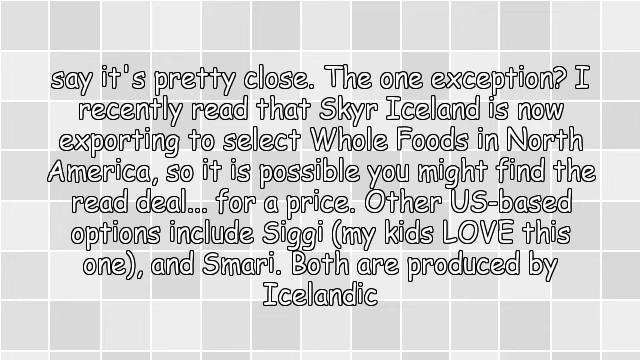 say it's pretty close. The one exception? I
recently read that Skyr Iceland is now
exporting to select Whole Foods in North
America, so it is possible you might find the
read deal... for a price. Other US-based
options include Siggi (my kids LOVE this
one), and Smari. Both are produced by
Icelandic